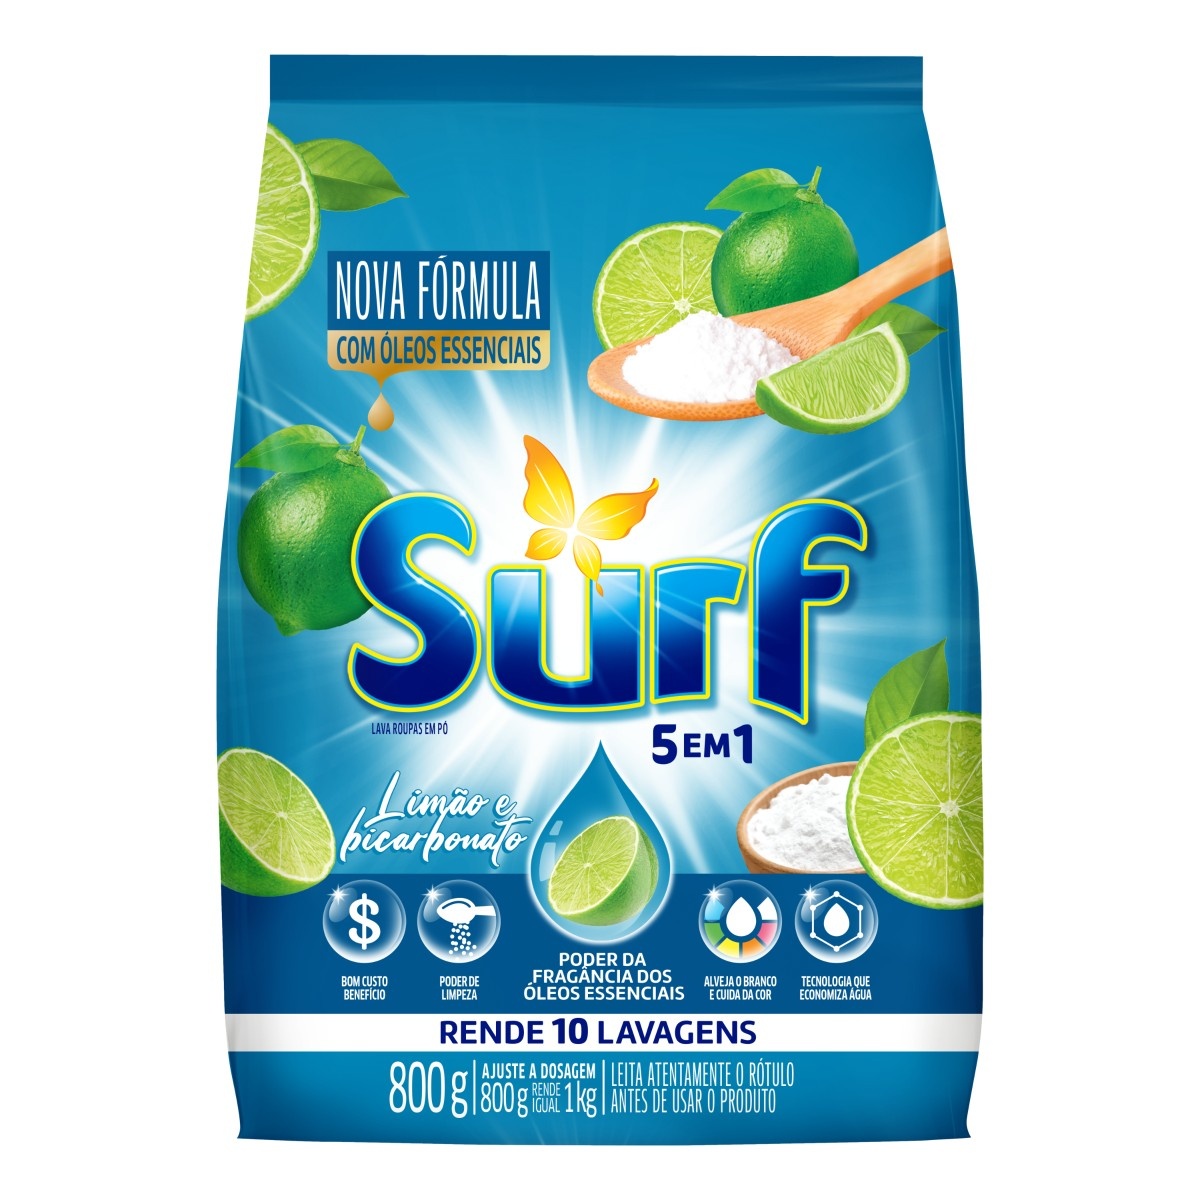 NOVA FÓRMULA
COM ÓLEOS ESSENCIAIS
Surf
LAVA ROUPAS EM PÓ
5 EM 1
Limão e
bicarbonato
$
BOM CUSTO
BENEFÍCIO
PODER DE
LIMPEZA
PODER DA
FRAGÂNCIA DOS
ÓLEOS ESSENCIAIS
ALVEJA O BRANCO
E CUIDA DA COR
TECNOLOGIA QUE
ECONOMIZA ÁGUA
RENDE 10 LAVAGENS
800 g
AJUSTE A DOSAGEM
800 g RENDE IGUAL 1 kg
LEITA ATENTAMENTE O RÓTULO
ANTES DE USAR O PRODUTO